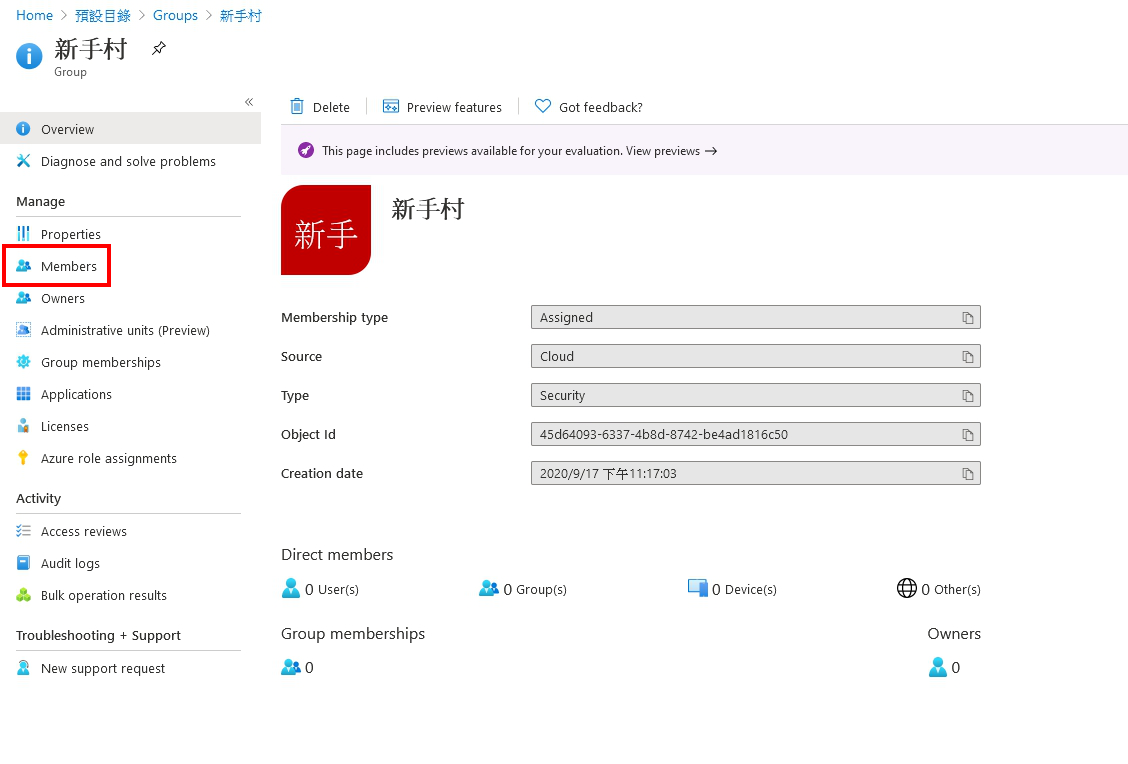 Home > 預設目錄 > Groups > 新手村
新手村
Group
«
Delete
Preview features
Got feedback?
Overview
Diagnose and solve problems
Manage
Properties
Members
Owners
Administrative units (Preview)
Group memberships
Applications
Licenses
Azure role assignments
Activity
Access reviews
Audit logs
Bulk operation results
Troubleshooting + Support
New support request
This page includes previews available for your evaluation. View previews →
新手
新手村
Membership type
Assigned
Source
Cloud
Type
Security
Object Id
45d64093-6337-4b8d-8742-be4ad1816c50
Creation date
2020/9/17 下午11:17:03
Direct members
0 User(s)
0 Group(s)
0 Device(s)
0 Other(s)
Group memberships
0
Owners
0